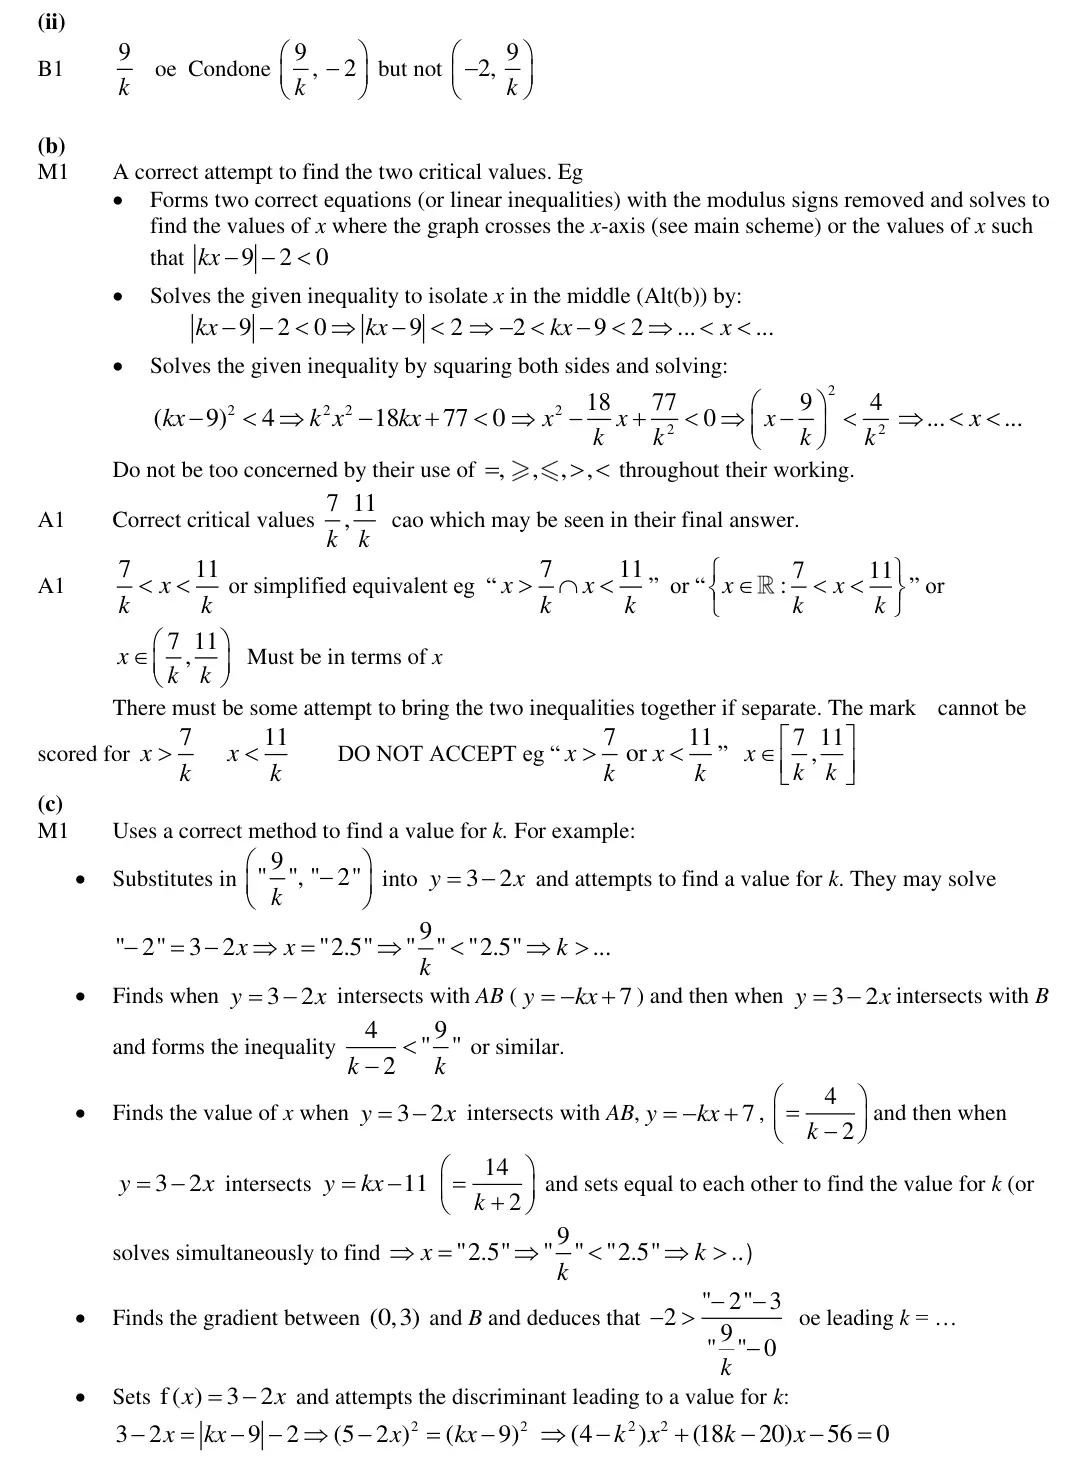 (ii)
B1 9/k oe Condone (9/k, −2) but not (−2, 9/k)
(b)
M1 A correct attempt to find the two critical values. Eg
• Forms two correct equations (or linear inequalities) with the modulus signs removed and solves to
find the values of x where the graph crosses the x-axis (see main scheme) or the values of x such
that |kx − 9| − 2 < 0
• Solves the given inequality to isolate x in the middle (Alt(b)) by:
|kx − 9| − 2 < 0 ⇒ |kx − 9| < 2 ⇒ −2 < kx − 9 < 2 ⇒ ... < x < ...
• Solves the given inequality by squaring both sides and solving:
(kx − 9)² < 4 ⇒ k²x² − 18kx + 77 < 0 ⇒ x² − 18/k x + 77/k² < 0 ⇒ (x − 9/k)² < 4/k² ⇒ ... < x < ...
Do not be too concerned by their use of =, ⩾, ⩽, >, < throughout their working.
A1 Correct critical values 7/k, 11/k cao which may be seen in their final answer.
A1 7/k < x < 11/k or simplified equivalent eg “x > 7/k ∩ x < 11/k” or “{x ∈ ℝ : 7/k < x < 11/k}” or
x ∈ (7/k, 11/k) Must be in terms of x
There must be some attempt to bring the two inequalities together if separate. The mark cannot be
scored for x > 7/k x < 11/k DO NOT ACCEPT eg “x > 7/k or x < 11/k” x ∈ [7/k, 11/k]
(c)
M1 Uses a correct method to find a value for k. For example:
• Substitutes in ("9/k", "−2") into y = 3 − 2x and attempts to find a value for k. They may solve
"−2" = 3 − 2x ⇒ x = "2.5" ⇒ "9/k" < "2.5" ⇒ k > ...
• Finds when y = 3 − 2x intersects with AB (y = −kx + 7) and then when y = 3 − 2x intersects with B
and forms the inequality 4/(k − 2) < "9/k" or similar.
• Finds the value of x when y = 3 − 2x intersects with AB, y = −kx + 7, (= 4/(k − 2)) and then when
y = 3 − 2x intersects y = kx − 11 (= 14/(k + 2)) and sets equal to each other to find the value for k (or
solves simultaneously to find ⇒ x = "2.5" ⇒ "9/k" < "2.5" ⇒ k > ..)
• Finds the gradient between (0, 3) and B and deduces that −2 > ("−2" − 3)/("9/k" − 0) oe leading k = …
• Sets f(x) = 3 − 2x and attempts the discriminant leading to a value for k:
3 − 2x = |kx − 9| − 2 ⇒ (5 − 2x)² = (kx − 9)² ⇒ (4 − k²)x² + (18k − 20)x − 56 = 0